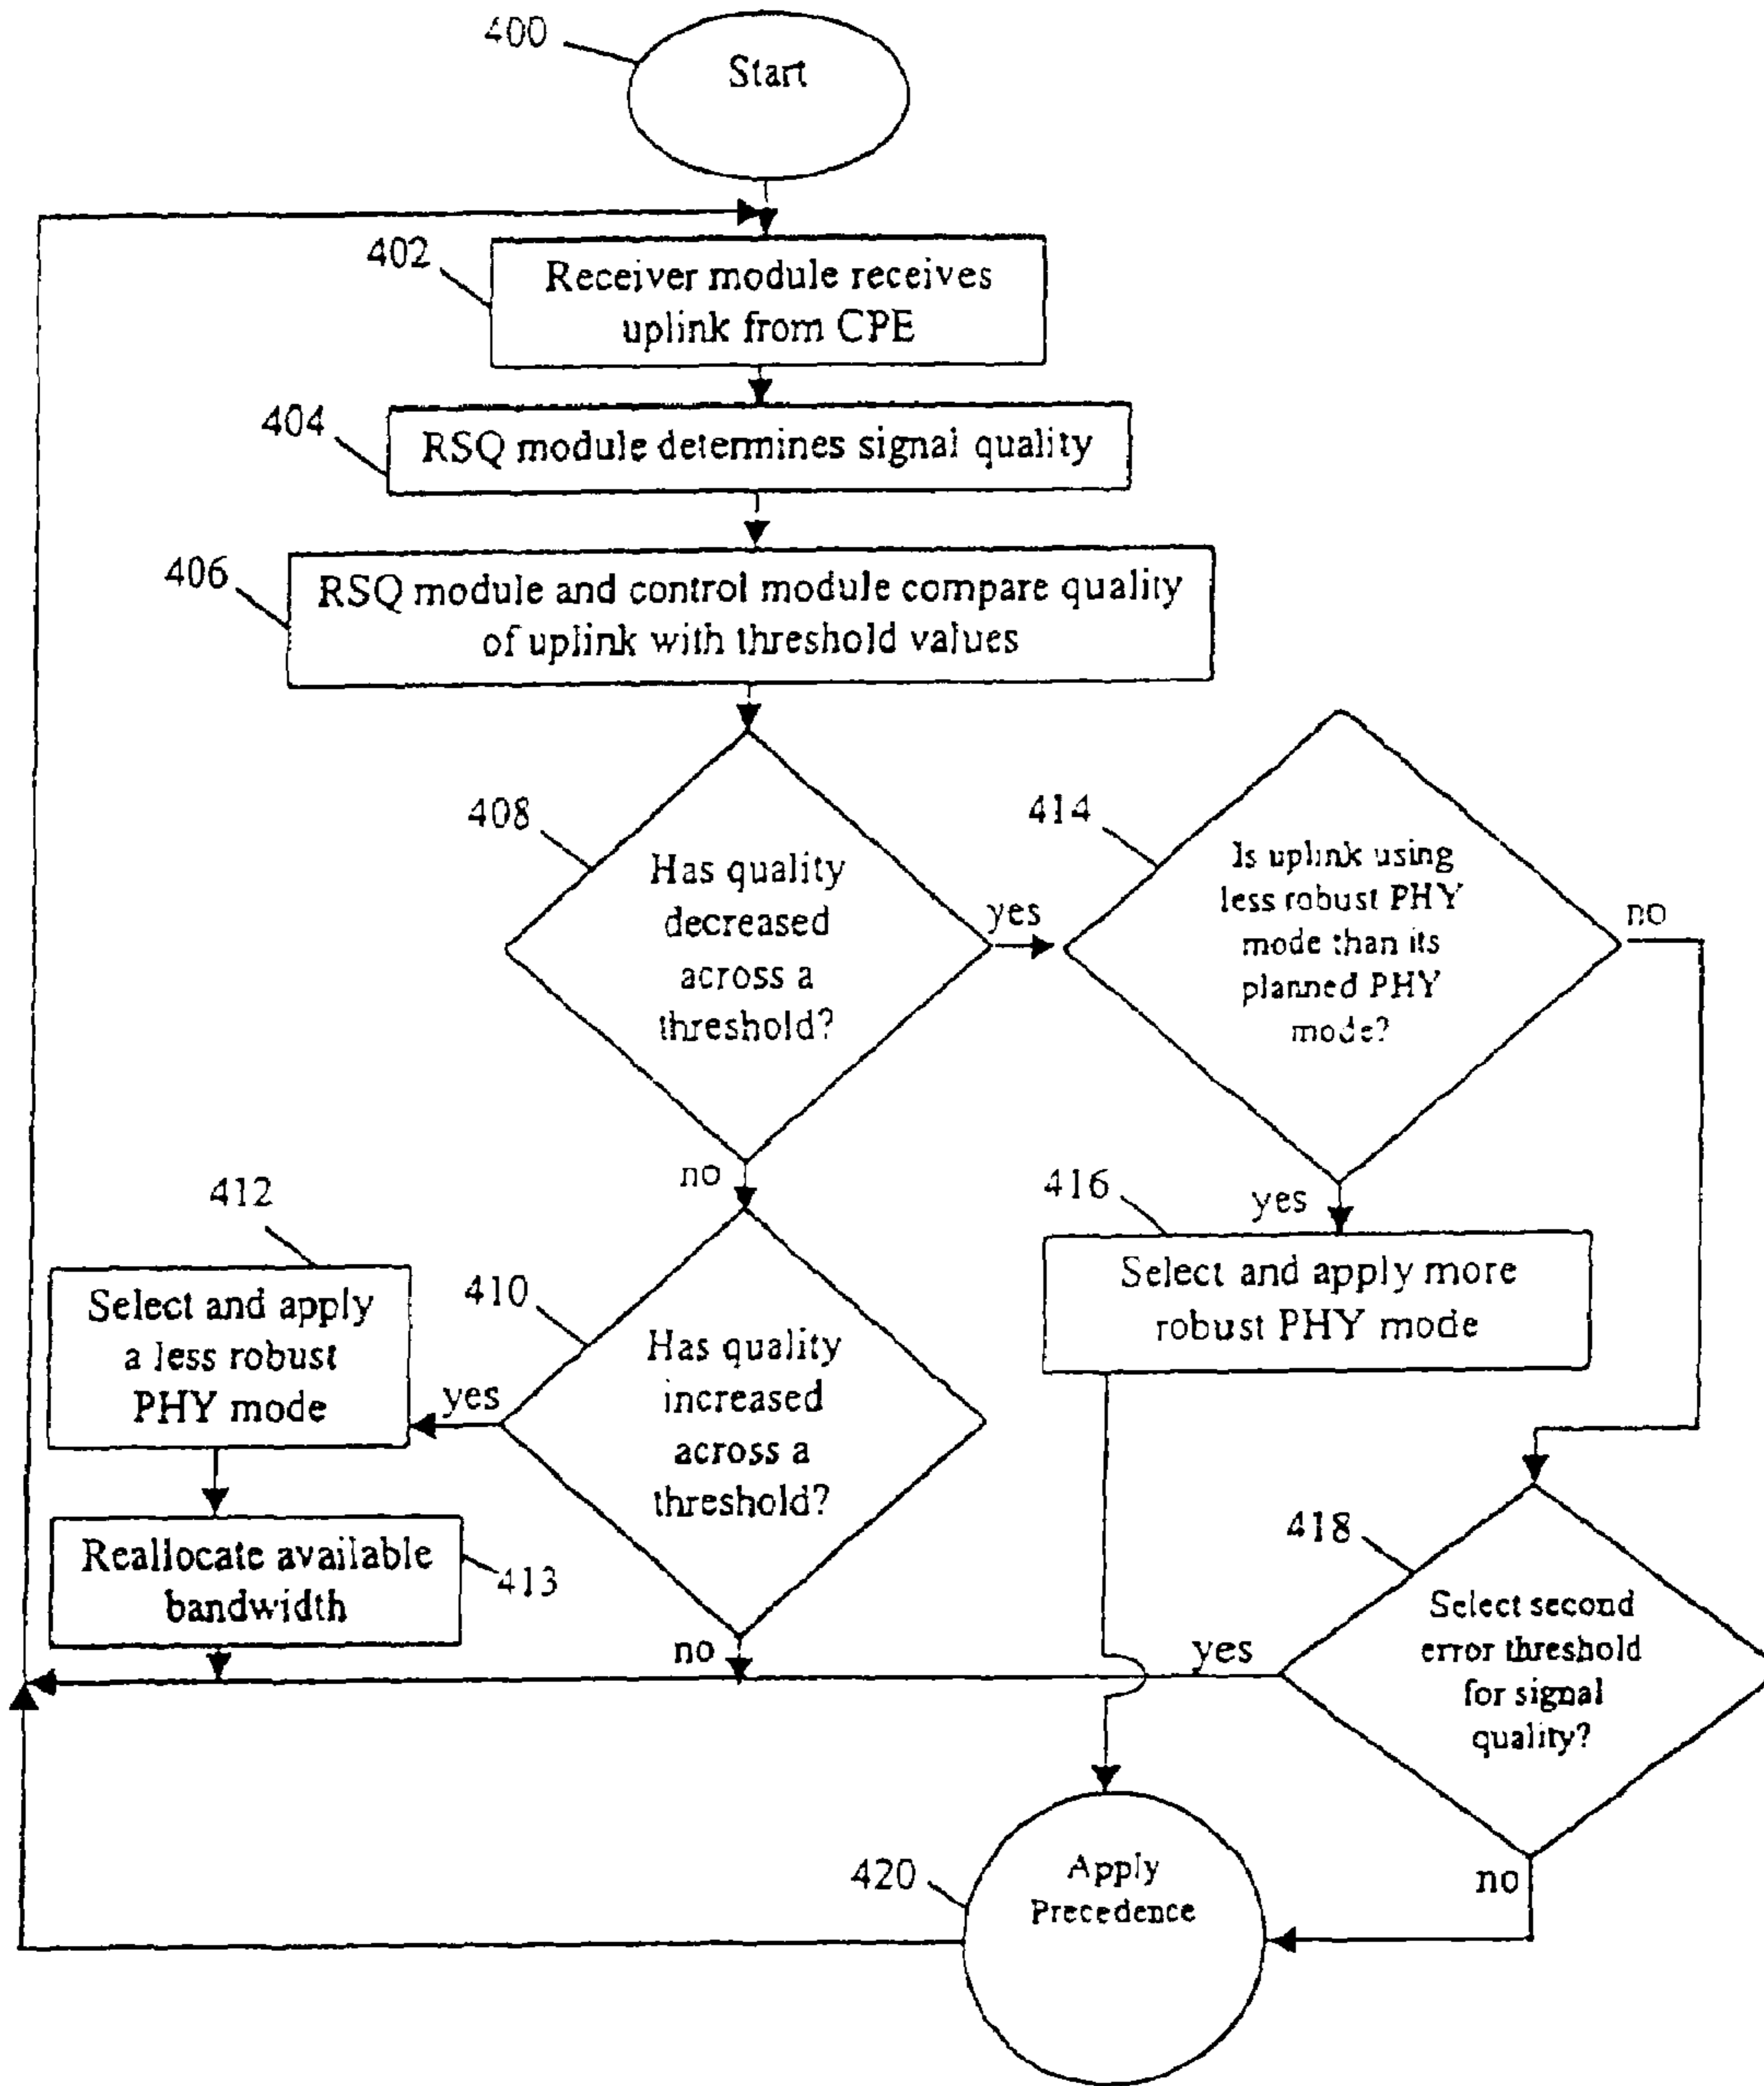 400
Start
402
Receiver module receives
uplink from CPE
404
RSQ module determines signal quality
406
RSQ module and control module compare quality
of uplink with threshold values
408
Has quality
decreased
across a
threshold?
yes
no
414
Is uplink using
less robust PHY
mode than its
planned PHY
mode?
no
yes
416
Select and apply more
robust PHY mode
412
Select and apply
a less robust
PHY mode
410
Has quality
increased
across a
threshold?
yes
no
Reallocate available
bandwidth
413
418
Select second
error threshold
for signal
quality?
yes
no
420
Apply
Precedence